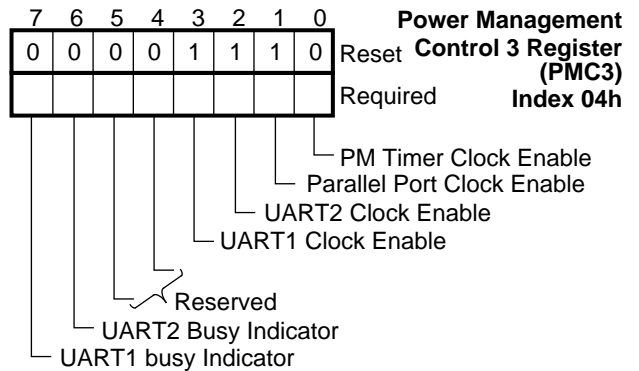 7 6 5 4 3 2 1 0
Power Management
0 0 0 0 1 1 1 0 Reset
Control 3 Register
(PMC3)
Required
Index 04h
PM Timer Clock Enable
Parallel Port Clock Enable
UART2 Clock Enable
UART1 Clock Enable
Reserved
UART2 Busy Indicator
UART1 busy Indicator